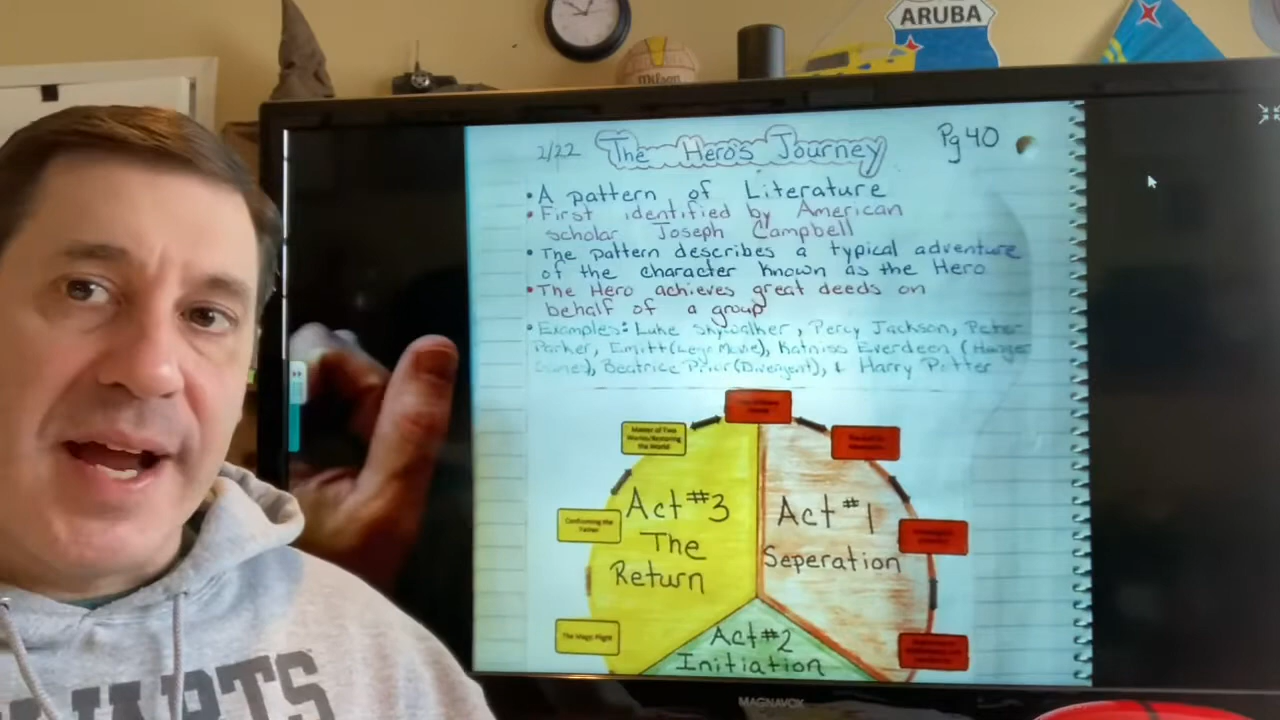 ARUBA
Wilson
2/22 The Hero's Journey Pg 40
• A pattern of Literature
• First identified by American
scholar Joseph Campbell
• The pattern describes a typical adventure
of the character known as the Hero
• The Hero achieves great deeds on
behalf of a group
• Examples: Luke Skywalker, Percy Jackson, Peter
Parker, Emitt (Lego Movie), Katniss Everdeen (Hunger
Games), Beatrice Prior (Divergent), & Harry Potter
Master of Two
Worlds/Restoring
the World
Act #3
The
Return
Act #1
Seperation
Confronting the
Father
The Magic Flight
Act #2
Initiation
MAGNAVOX
WARTS